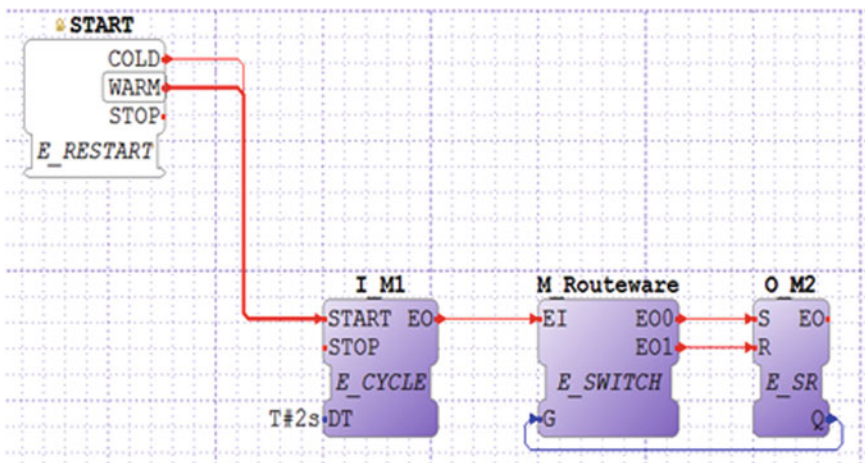 START
COLD
WARM
STOP
E_RESTART
I_M1
START EO
STOP
E_CYCLE
T#2s DT
M_Routeware
EI EO0
EO1
E_SWITCH
G
O_M2
S EO
R
E_SR
Q